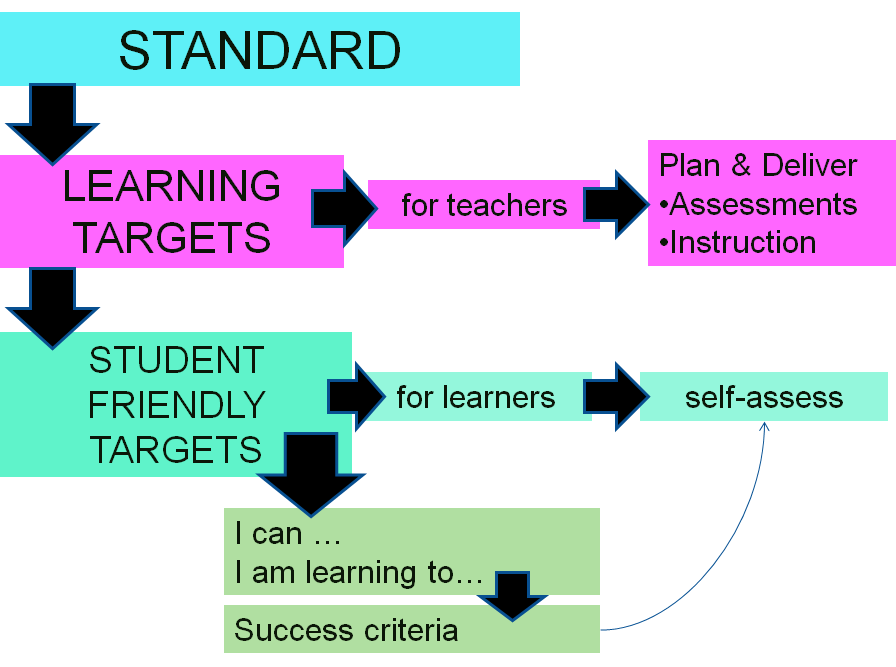 STANDARD
LEARNING
TARGETS
for teachers
Plan & Deliver
•Assessments
•Instruction
STUDENT
FRIENDLY
TARGETS
for learners
self-assess
I can …
I am learning to…
Success criteria